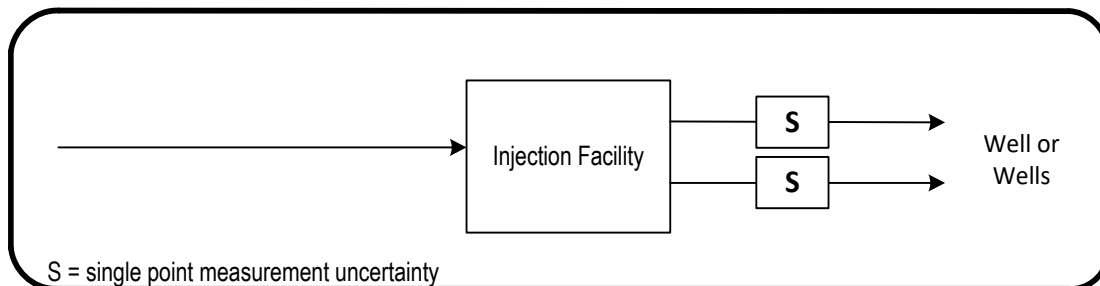 S
Injection Facility
S
Well or
Wells
S = single point measurement uncertainty